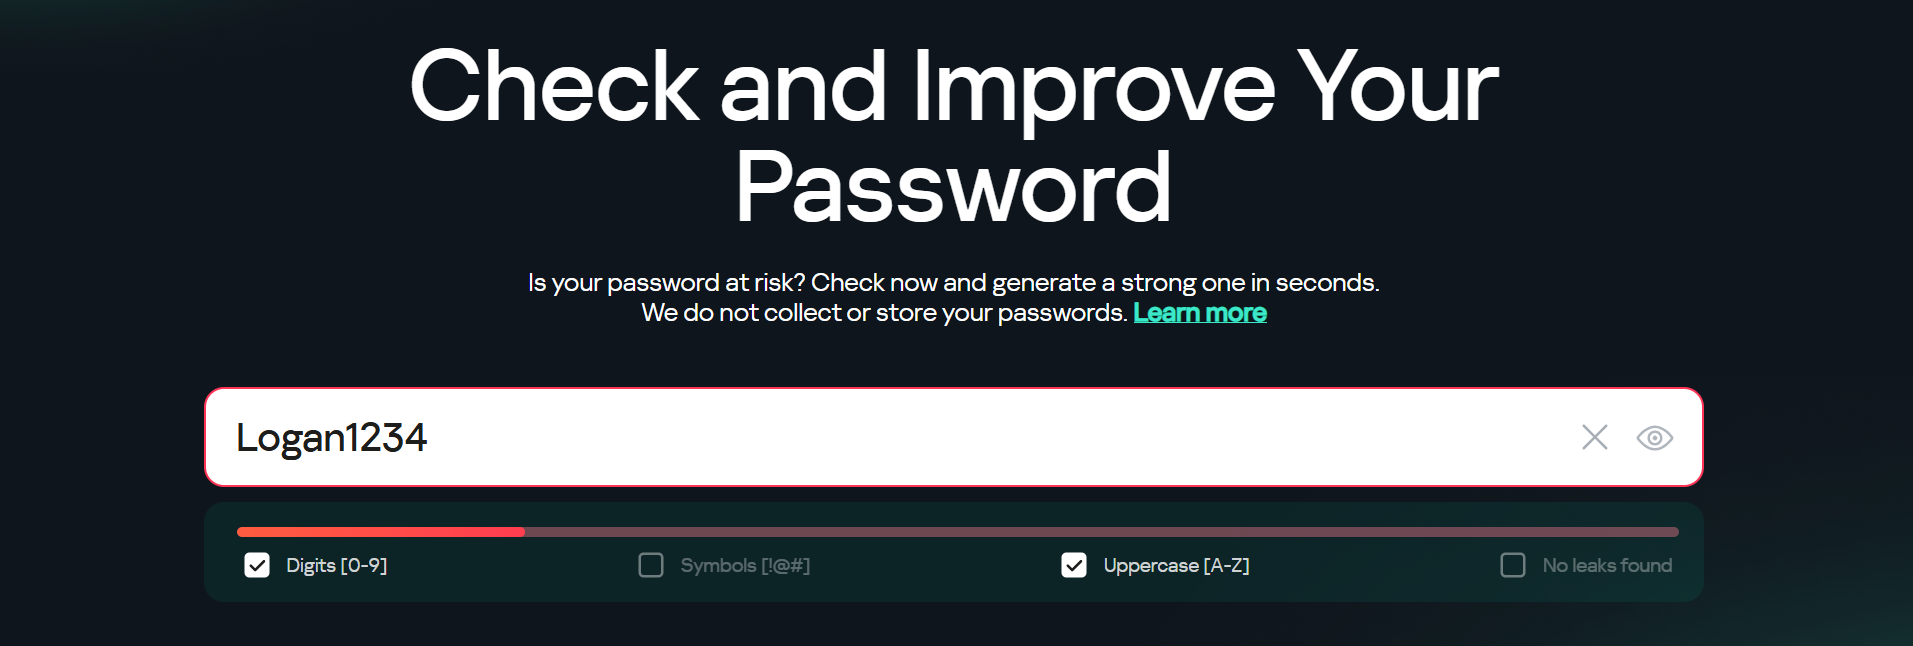 Check and Improve Your
Password
Is your password at risk? Check now and generate a strong one in seconds.
We do not collect or store your passwords. Learn more
Logan1234
Digits [0-9]
Symbols [!@#]
Uppercase [A-Z]
No leaks found